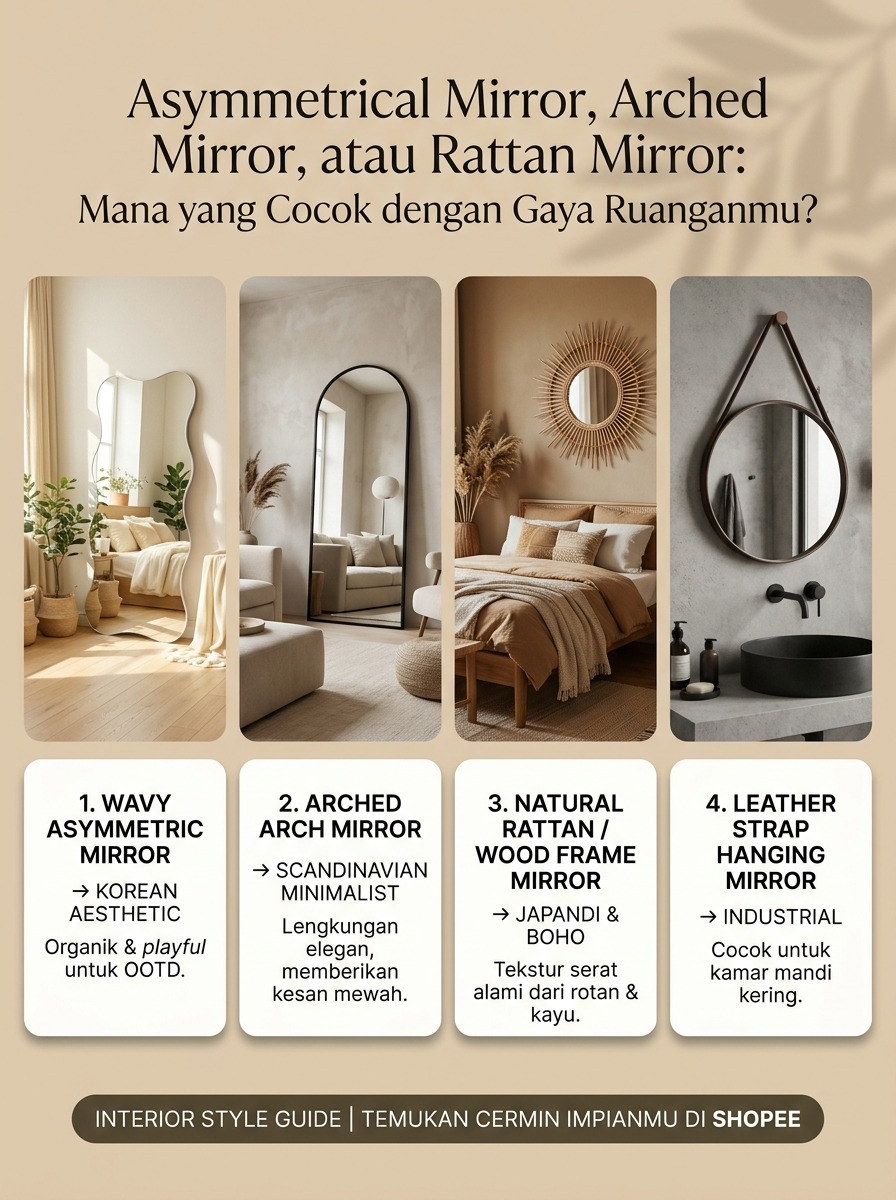 Asymmetrical Mirror, Arched
Mirror, atau Rattan Mirror:
Mana yang Cocok dengan Gaya Ruanganmu?
1. WAVY
ASYMMETRIC
MIRROR
→ KOREAN
AESTHETIC
Organik & playful
untuk OOTD.
2. ARCHED
ARCH MIRROR
→ SCANDINAVIAN
MINIMALIST
Lengkungan
elegan,
memberikan
kesan mewah.
3. NATURAL
RATTAN /
WOOD FRAME
MIRROR
→ JAPANDI &
BOHO
Tekstur serat
alami dari rotan &
kayu.
4. LEATHER
STRAP
HANGING
MIRROR
→ INDUSTRIAL
Cocok untuk
kamar mandi
kering.
INTERIOR STYLE GUIDE | TEMUKAN CERMIN IMPIANMU DI SHOPEE